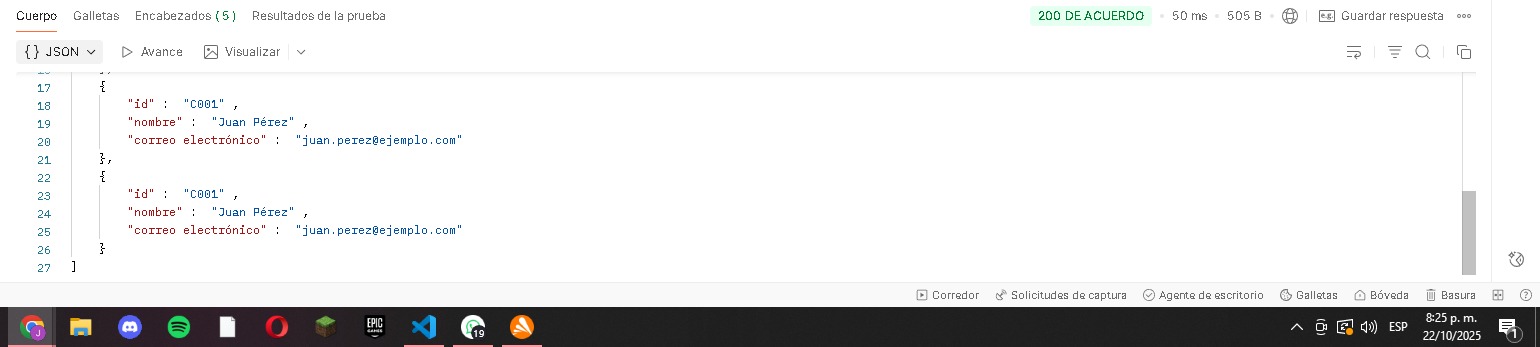 Cuerpo Galletas Encabezados (5) Resultados de la prueba 200 DE ACUERDO • 50 ms • 505 B Guardar respuesta
{} JSON Avance Visualizar
17 {
18 "id" : "C001" ,
19 "nombre" : "Juan Pérez" ,
20 "correo electrónico" : "juan.perez@ejemplo.com"
21 },
22 {
23 "id" : "C001" ,
24 "nombre" : "Juan Pérez" ,
25 "correo electrónico" : "juan.perez@ejemplo.com"
26 }
27 ]
Corredor Solicitudes de captura Agente de escritorio Galletas Bóveda Basura
J EPIC GAMES 19 ESP 8:25 p. m. 1
22/10/2025